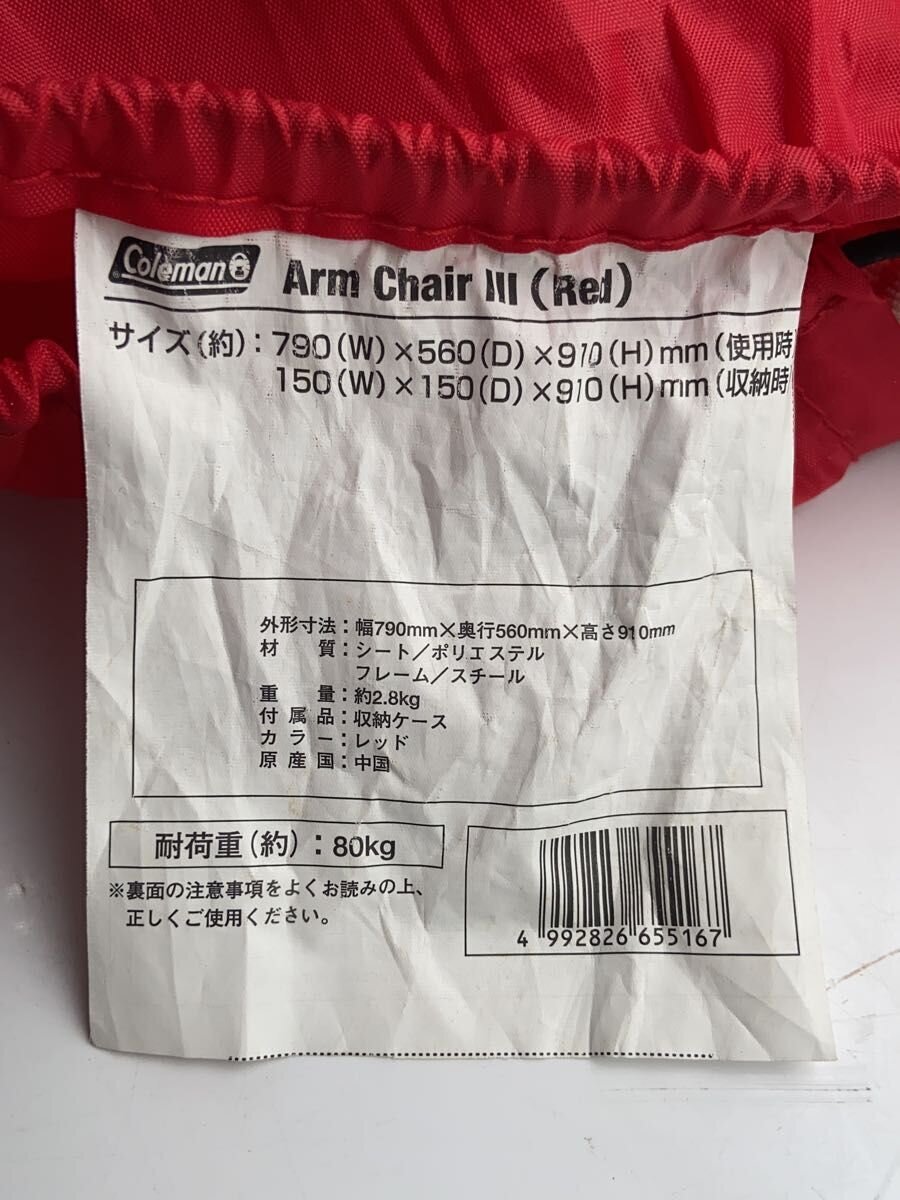 Coleman
Arm Chair III (Red)
サイズ(約)：790(W)×560(D)×910(H)mm(使用時)
150(W)×150(D)×910(H)mm(収納時)
外形寸法：幅790mm×奥行560mm×高さ910mm
材　　質：シート／ポリエステル
フレーム／スチール
重　　量：約2.8kg
付 属 品：収納ケース
カ ラ ー：レッド
原 産 国：中国
耐荷重(約)：80kg
※裏面の注意事項をよくお読みの上、
正しくご使用ください。
4 992826 655167